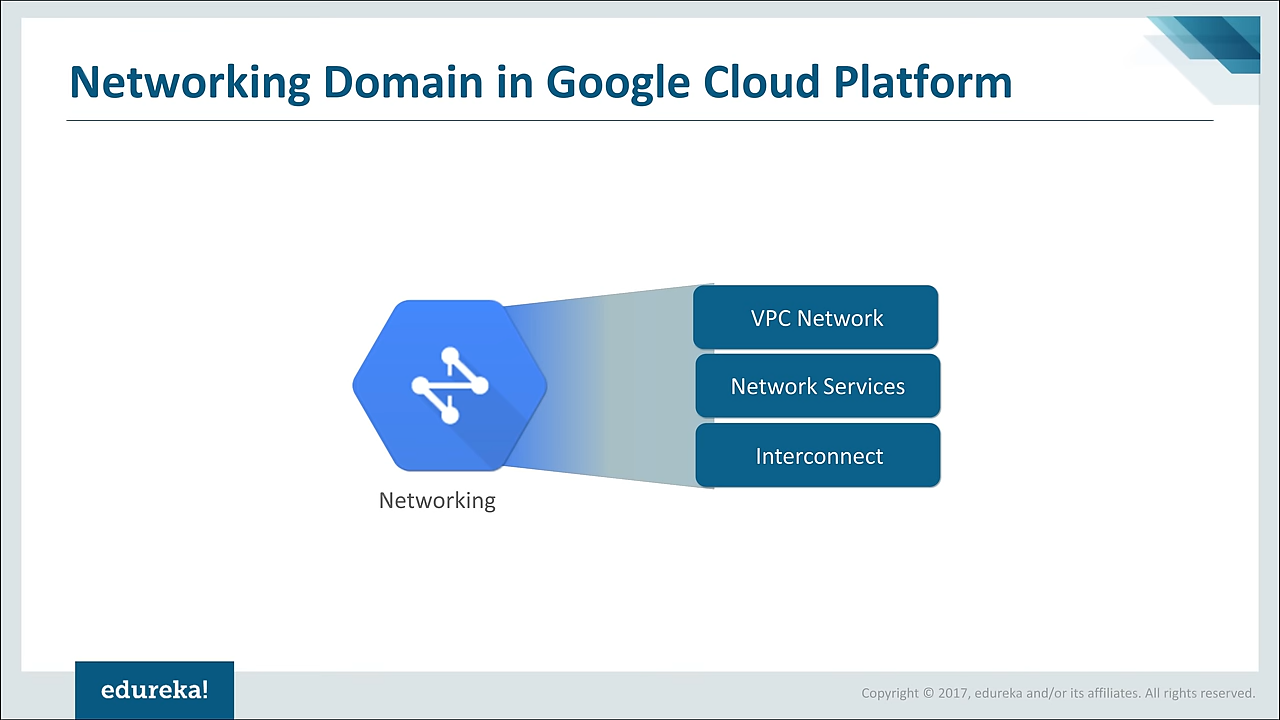 Networking Domain in Google Cloud Platform
VPC Network
Network Services
Interconnect
Networking
edureka!
Copyright © 2017, edureka and/or its affiliates. All rights reserved.